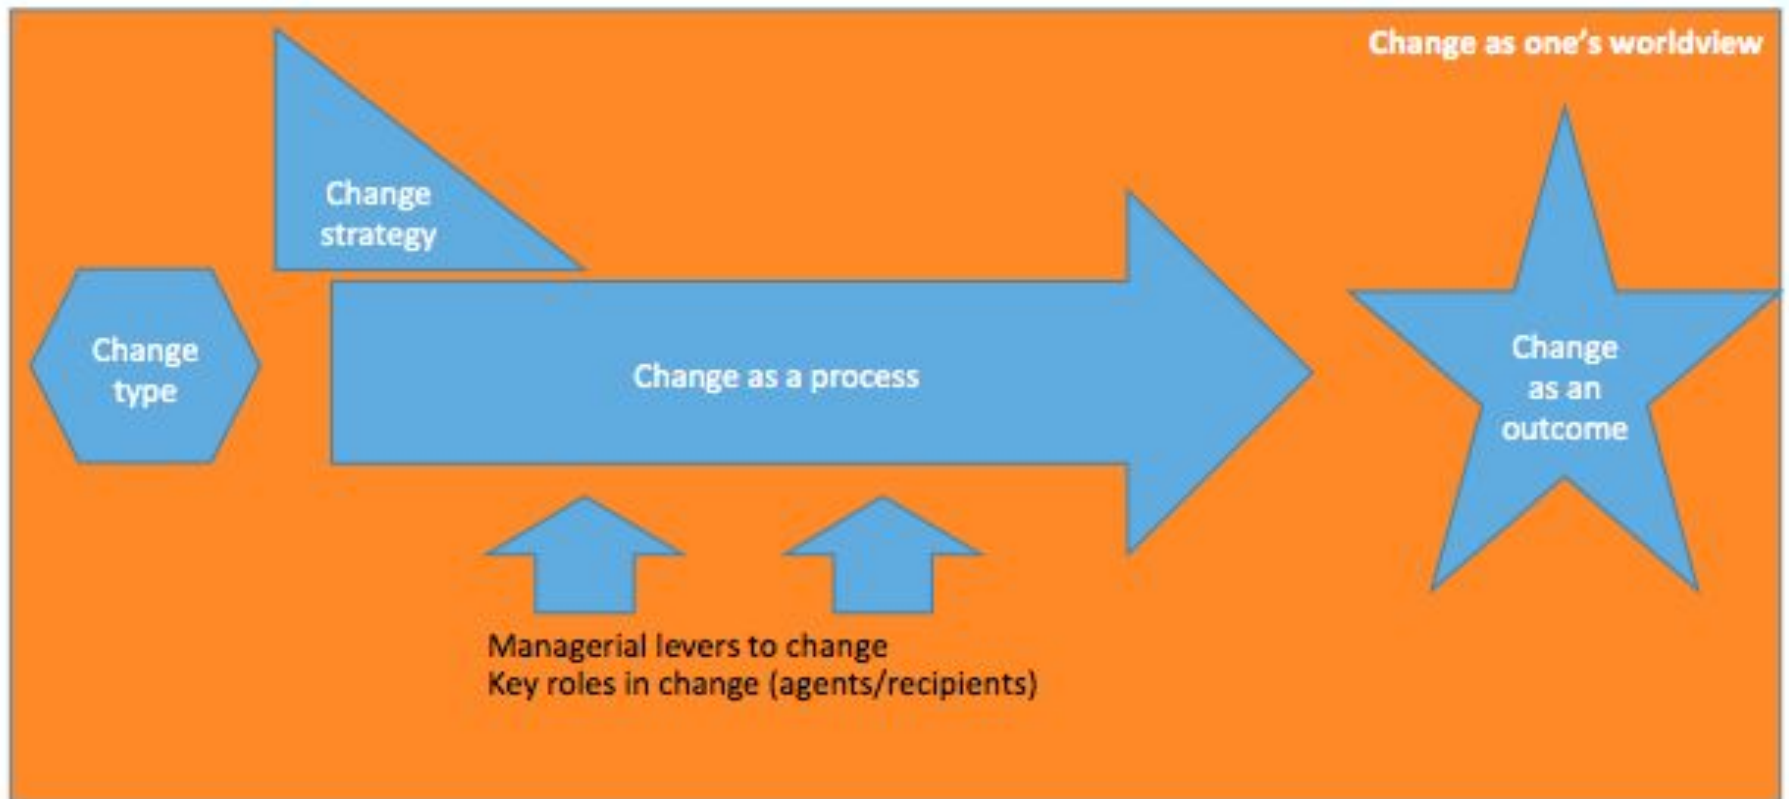 Change as one's worldview
Change
strategy
Change
type
Change as a process
Change
as an
outcome
Managerial levers to change
Key roles in change (agents/recipients)